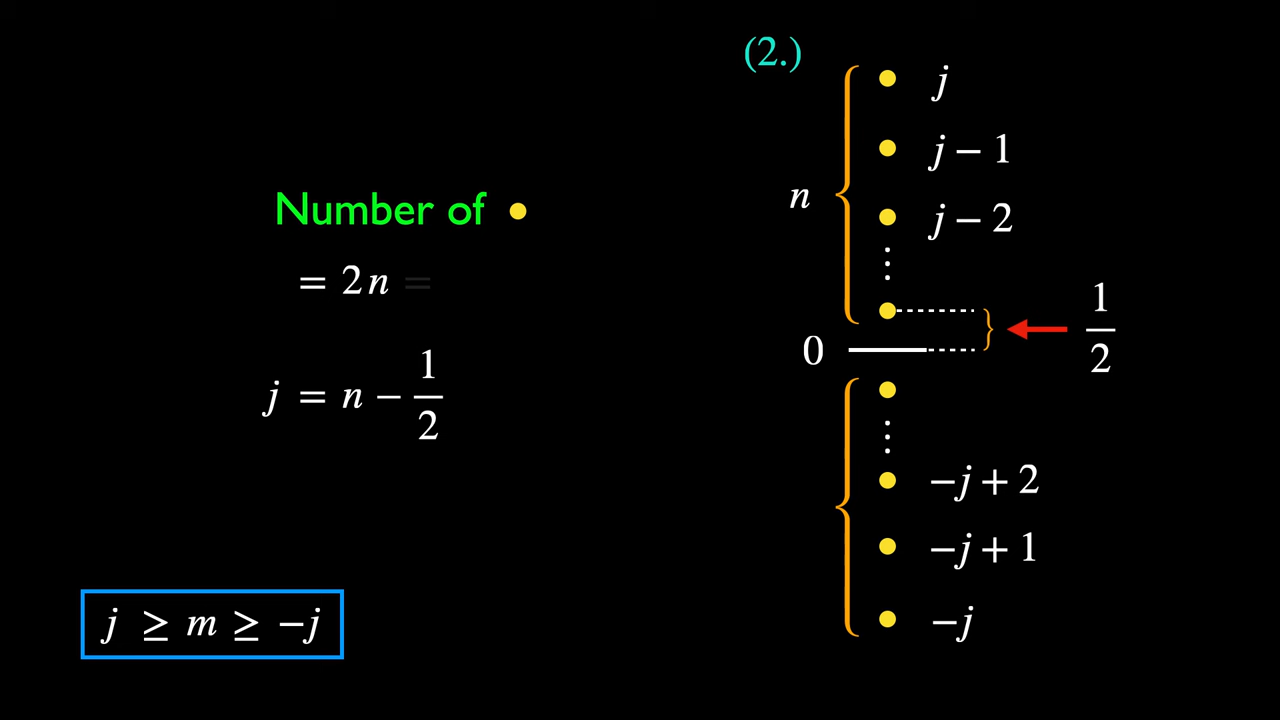 Number of
= 2n =
j = n − 1/2
j ≥ m ≥ −j
(2.)
j
j − 1
j − 2
n
⋮
0
1/2
⋮
−j + 2
−j + 1
−j